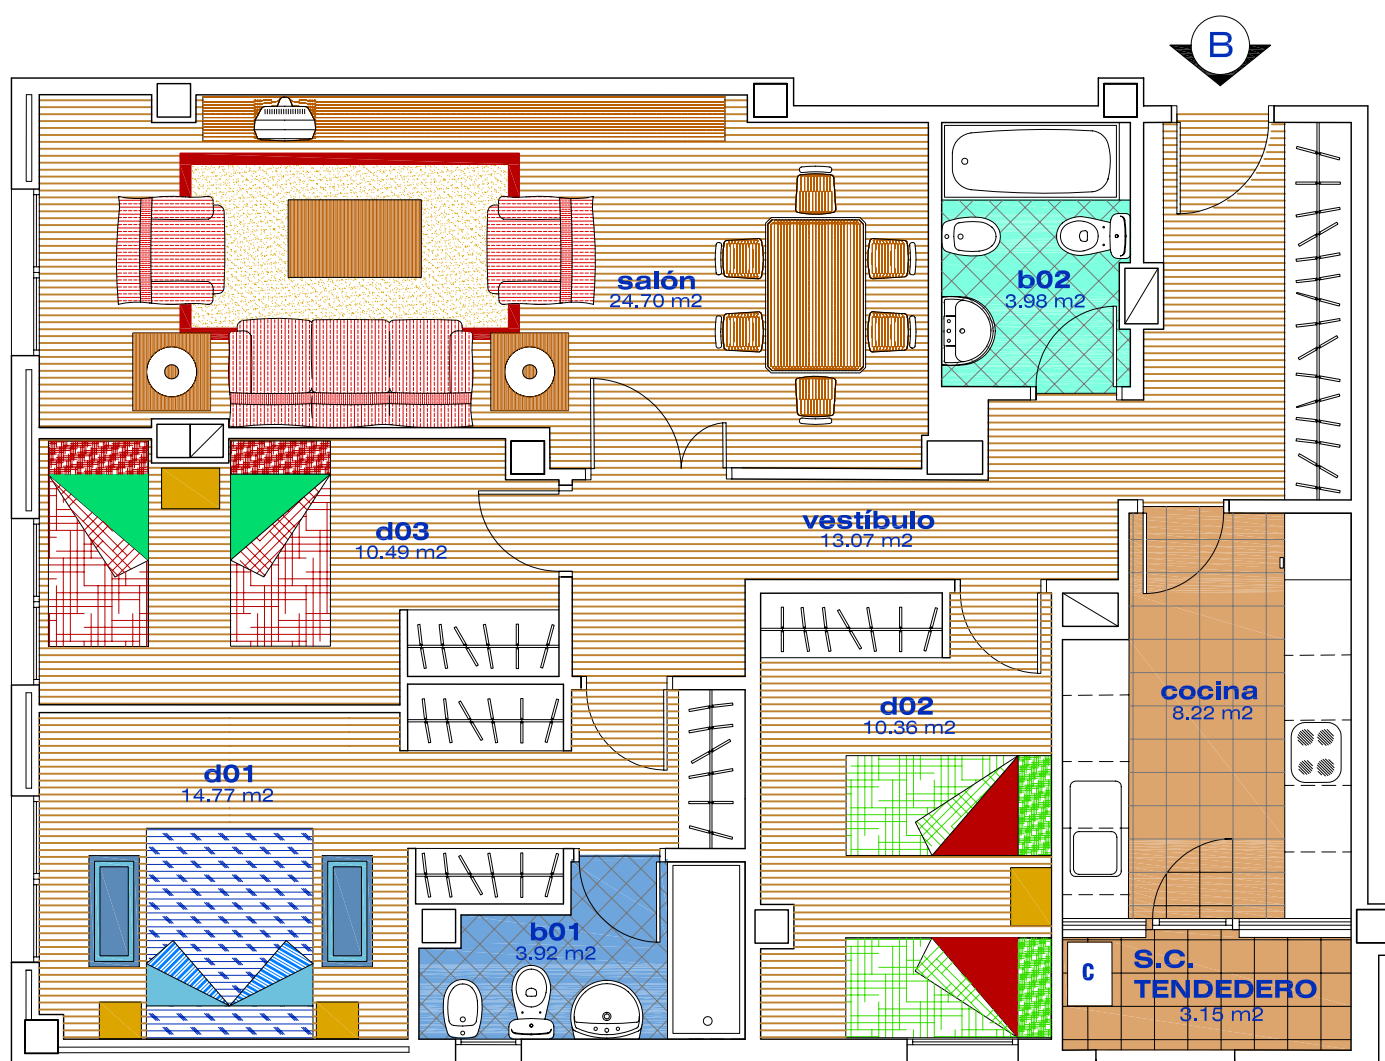 B
salón
24.70 m2
b02
3.98 m2
d03
10.49 m2
vestíbulo
13.07 m2
d02
10.36 m2
cocina
8.22 m2
d01
14.77 m2
b01
3.92 m2
C
S.C.
TENDEDERO
3.15 m2